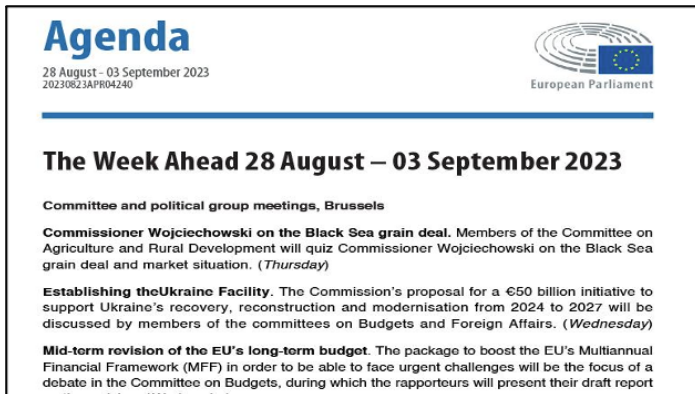 Agenda
28 August - 03 September 2023
20230823APR04240
European Parliament
The Week Ahead 28 August – 03 September 2023
Committee and political group meetings, Brussels
Commissioner Wojciechowski on the Black Sea grain deal. Members of the Committee on
Agriculture and Rural Development will quiz Commissioner Wojciechowski on the Black Sea
grain deal and market situation. (Thursday)
Establishing theUkraine Facility. The Commission's proposal for a €50 billion initiative to
support Ukraine's recovery, reconstruction and modernisation from 2024 to 2027 will be
discussed by members of the committees on Budgets and Foreign Affairs. (Wednesday)
Mid-term revision of the EU's long-term budget. The package to boost the EU's Multiannual
Financial Framework (MFF) in order to be able to face urgent challenges will be the focus of a
debate in the Committee on Budgets, during which the rapporteurs will present their draft report